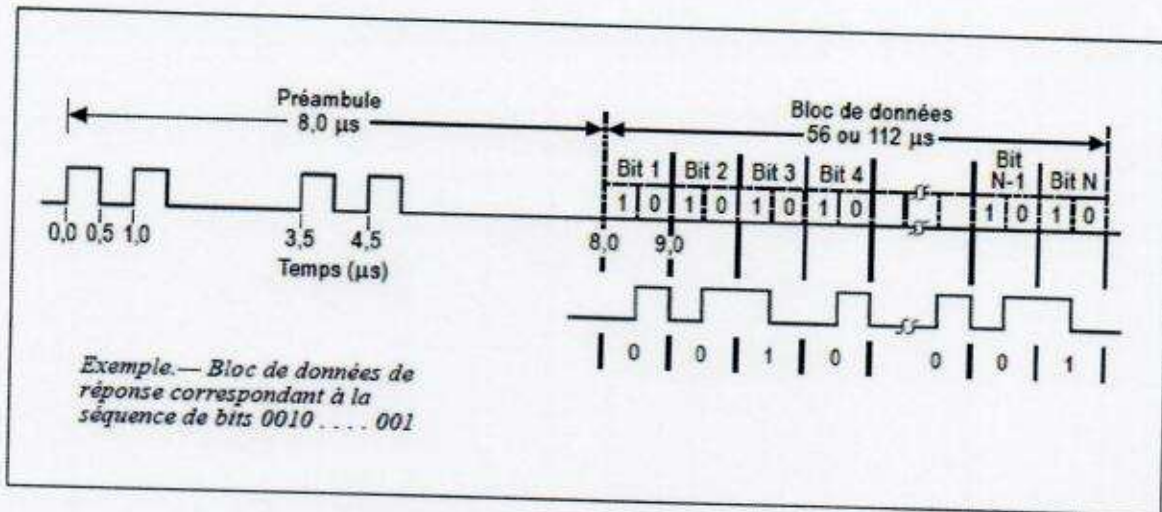 Préambule
8,0 µs
Bloc de données
56 ou 112 µs
Bit 1 Bit 2 Bit 3 Bit 4 Bit N-1 Bit N
1 0 1 0 1 0 1 0 1 0 1 0
0,0 0,5 1,0 3,5 4,5 8,0 9,0
Temps (µs)
0 0 1 0 0 0 1
Exemple.— Bloc de données de
réponse correspondant à la
séquence de bits 0010 . . . . 001